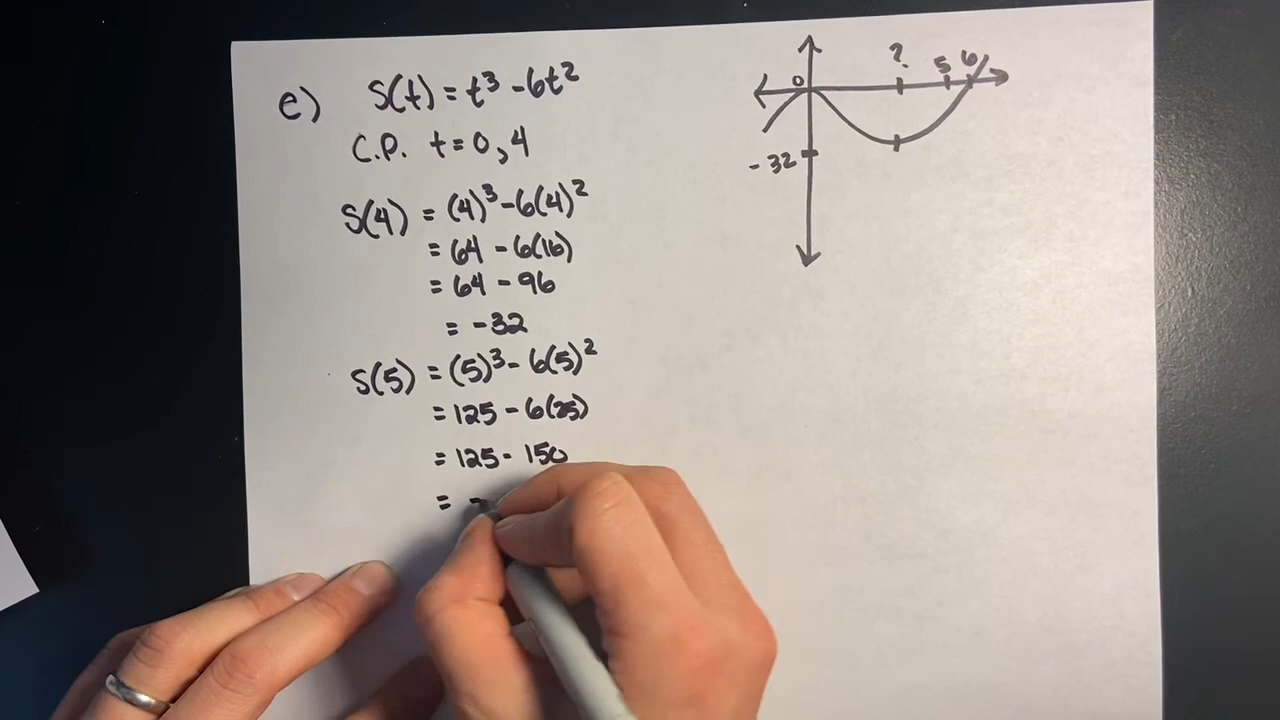 e) S(t) = t³ - 6t²
C.P. t = 0, 4
S(4) = (4)³ - 6(4)²
= 64 - 6(16)
= 64 - 96
= -32
S(5) = (5)³ - 6(5)²
= 125 - 6(25)
= 125 - 150
= -
? 5 6
0
-32